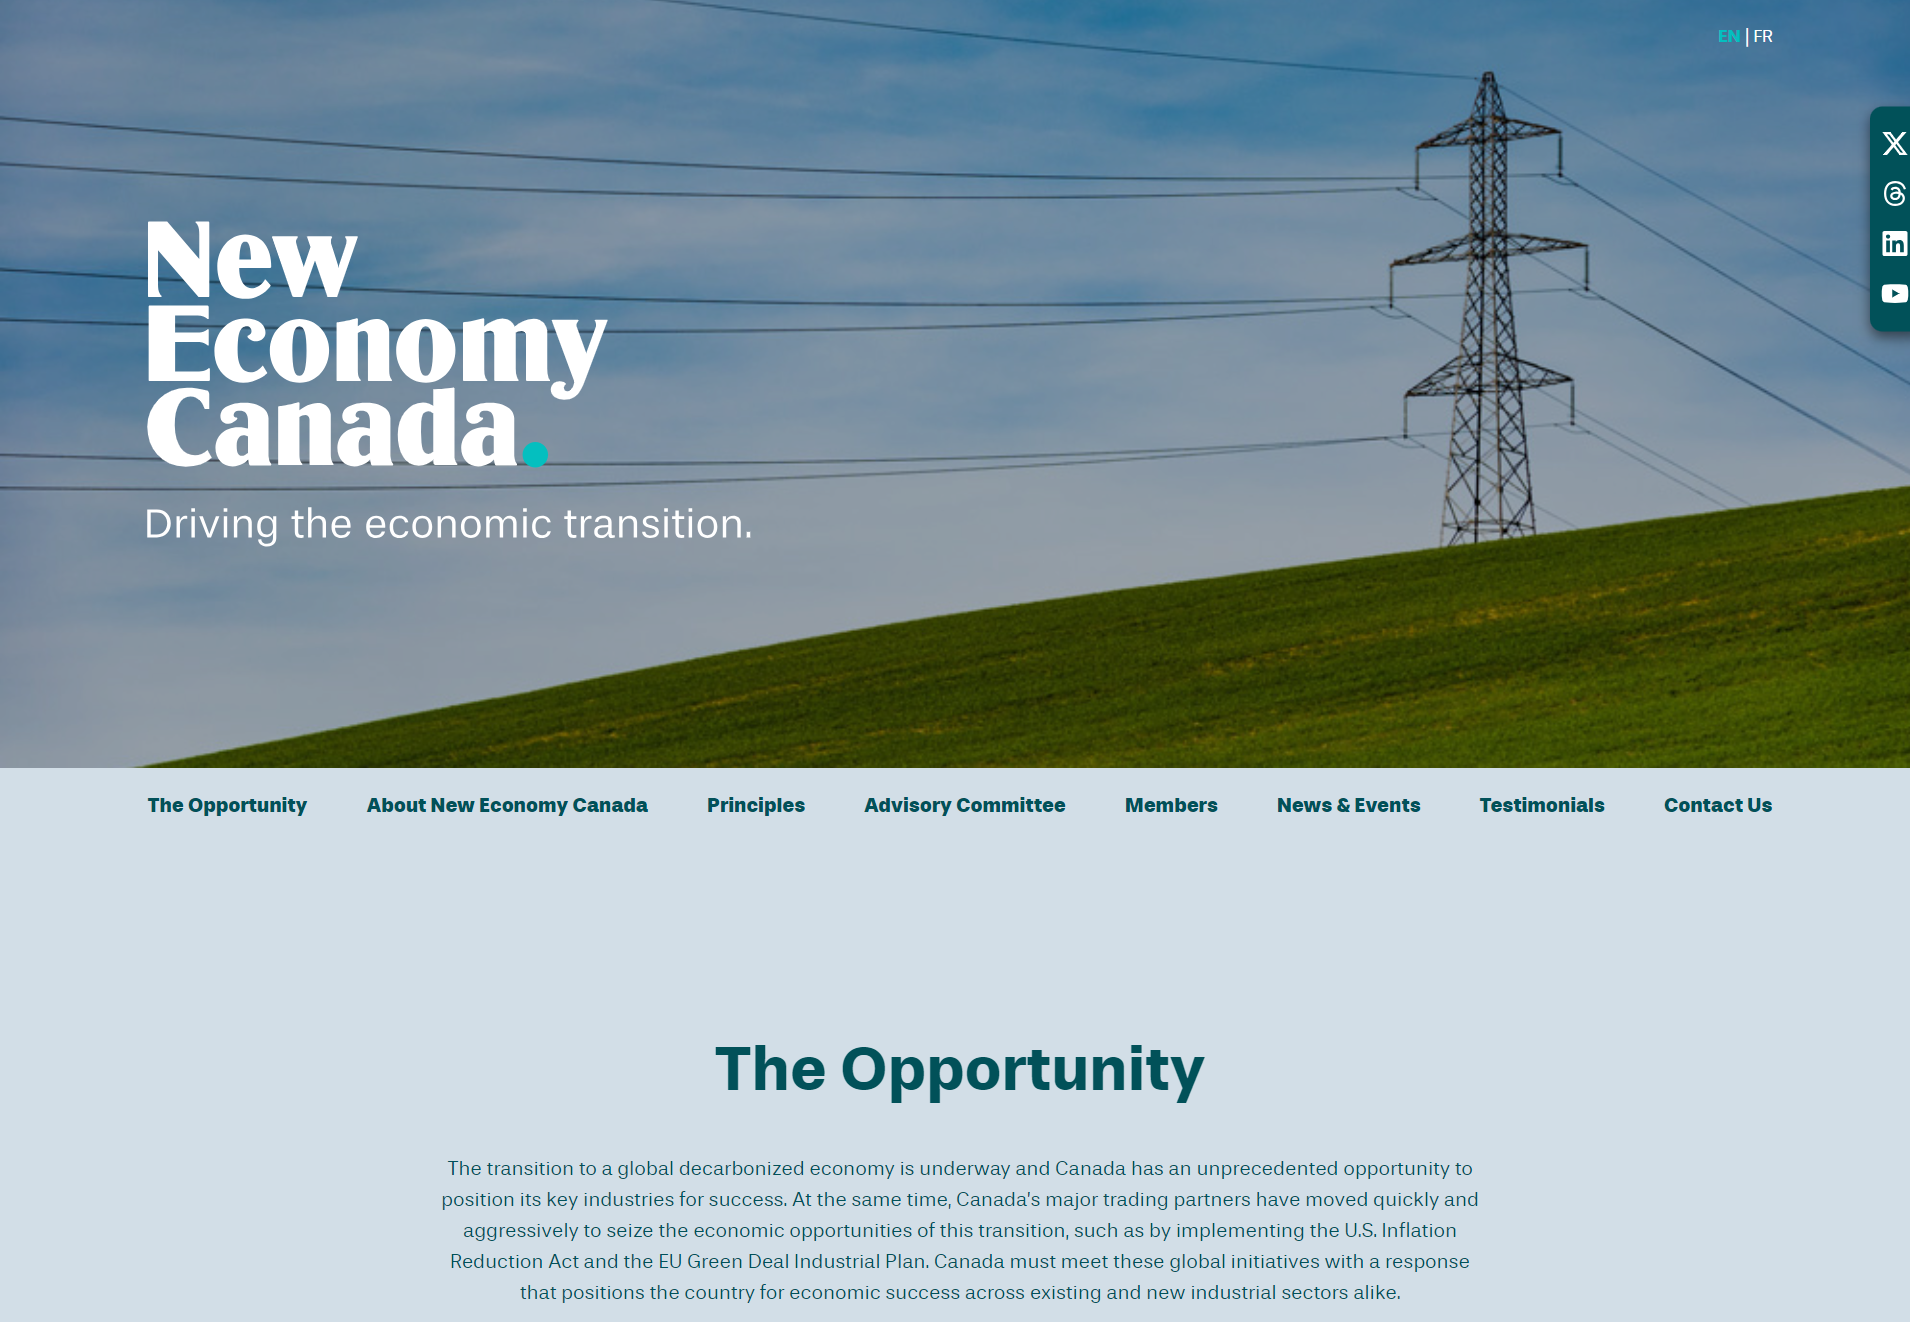 EN | FR
New
Economy
Canada.
Driving the economic transition.
The Opportunity
About New Economy Canada
Principles
Advisory Committee
Members
News & Events
Testimonials
Contact Us
The Opportunity
The transition to a global decarbonized economy is underway and Canada has an unprecedented opportunity to
position its key industries for success. At the same time, Canada's major trading partners have moved quickly and
aggressively to seize the economic opportunities of this transition, such as by implementing the U.S. Inflation
Reduction Act and the EU Green Deal Industrial Plan. Canada must meet these global initiatives with a response
that positions the country for economic success across existing and new industrial sectors alike.